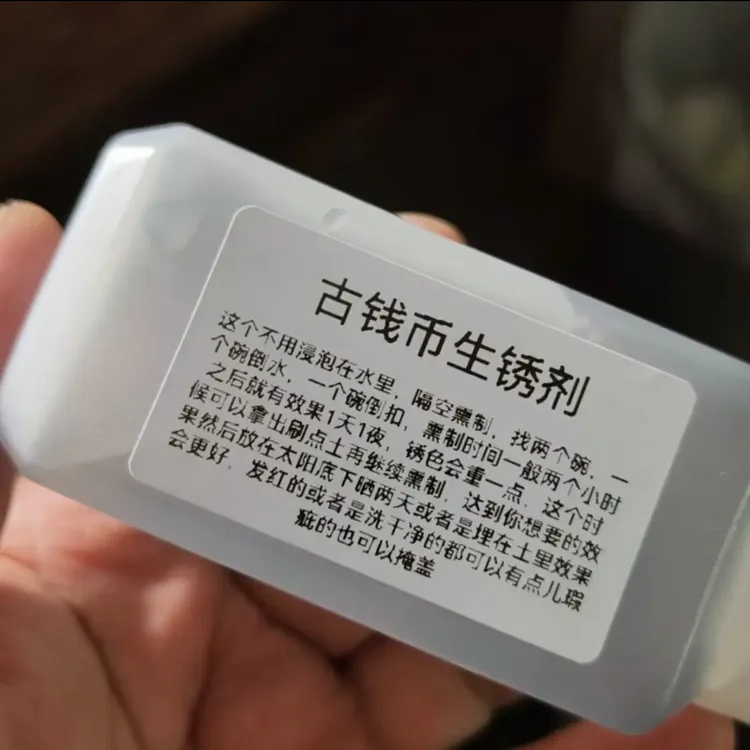 古钱币生锈剂
这个不用浸泡在水里，隔空熏制，找两个碗，一
个碗倒水，一个碗倒扣，熏制时间一般两个小时
之后就有效果1天1夜，锈色会重一点，这个时
候可以拿出刷点土再继续熏制，达到你想要的效
果然后放在太阳底下晒两天或者是埋在土里效果
会更好，发红的或者是洗干净的都可以有点儿瑕
疵的也可以掩盖